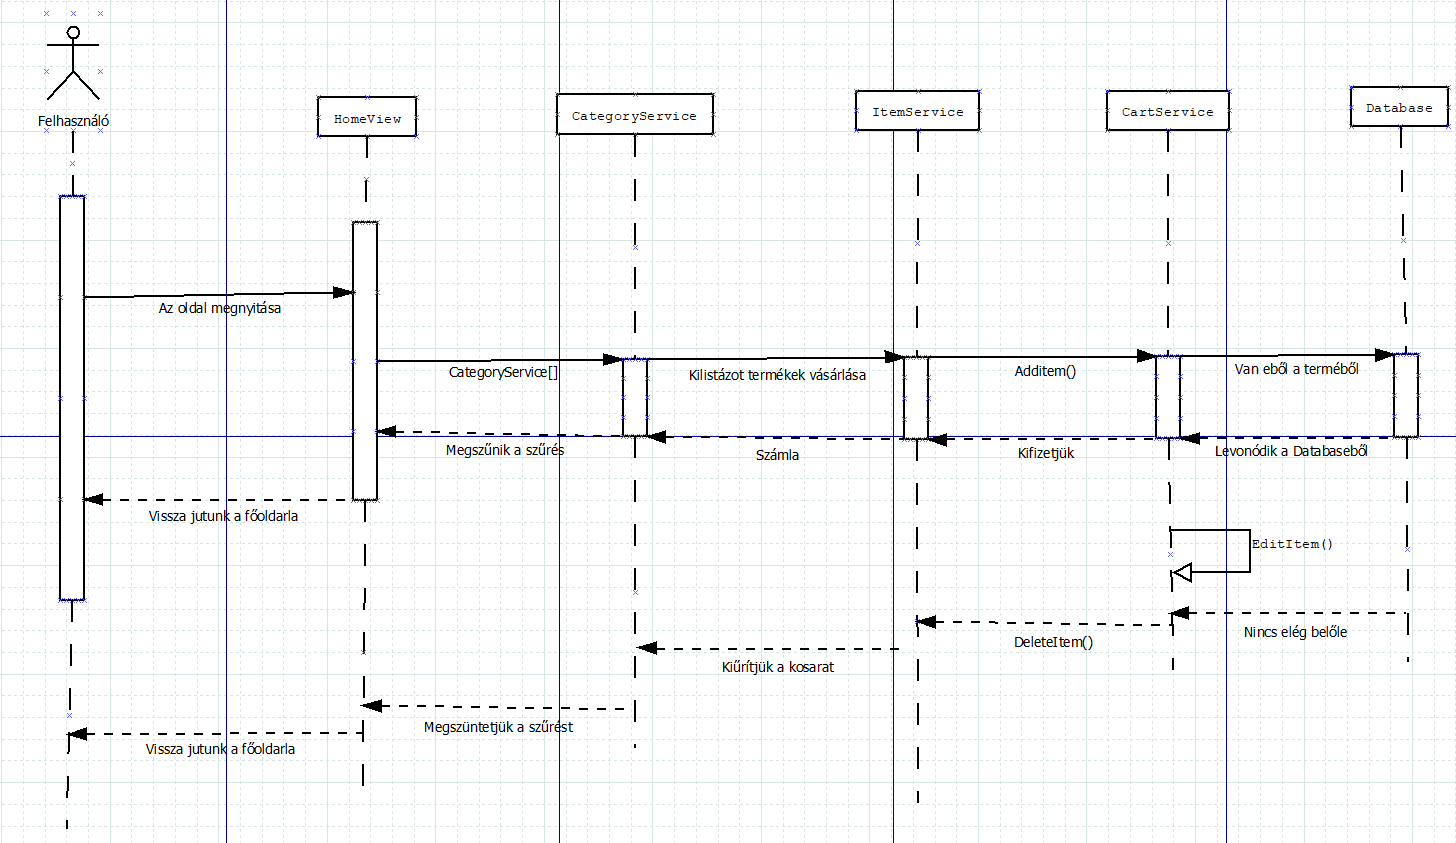 Felhasználó
HomeView
CategoryService
ItemService
CartService
Database
Az oldal megnyitása
CategoryService[]
Kilistázot termékek vásárlása
Additem()
Van eből a terméből
Megszűnik a szűrés
Számla
Kifizetjük
Levonódik a Databaseből
Vissza jutunk a főoldarla
EditItem()
Nincs elég belőle
DeleteItem()
Kiűrítjük a kosarat
Megszüntetjük a szűrést
Vissza jutunk a főoldarla